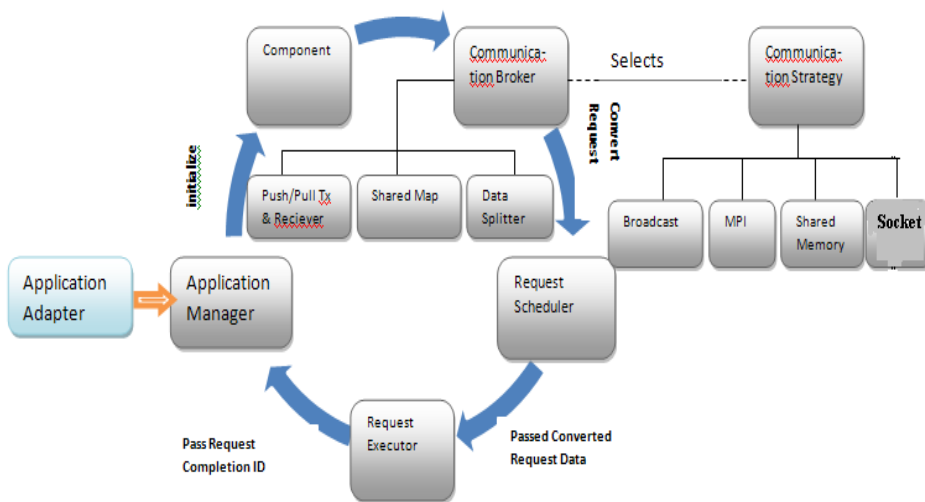 Component
Communica-
tion Broker
Selects
Communica-
tion Strategy
Convert
Request
initialize
Push/Pull Tx
& Reciever
Shared Map
Data
Splitter
Broadcast
MPI
Shared
Memory
Socket
Application
Adapter
Application
Manager
Request
Scheduler
Request
Executor
Pass Request
Completion ID
Passed Converted
Request Data